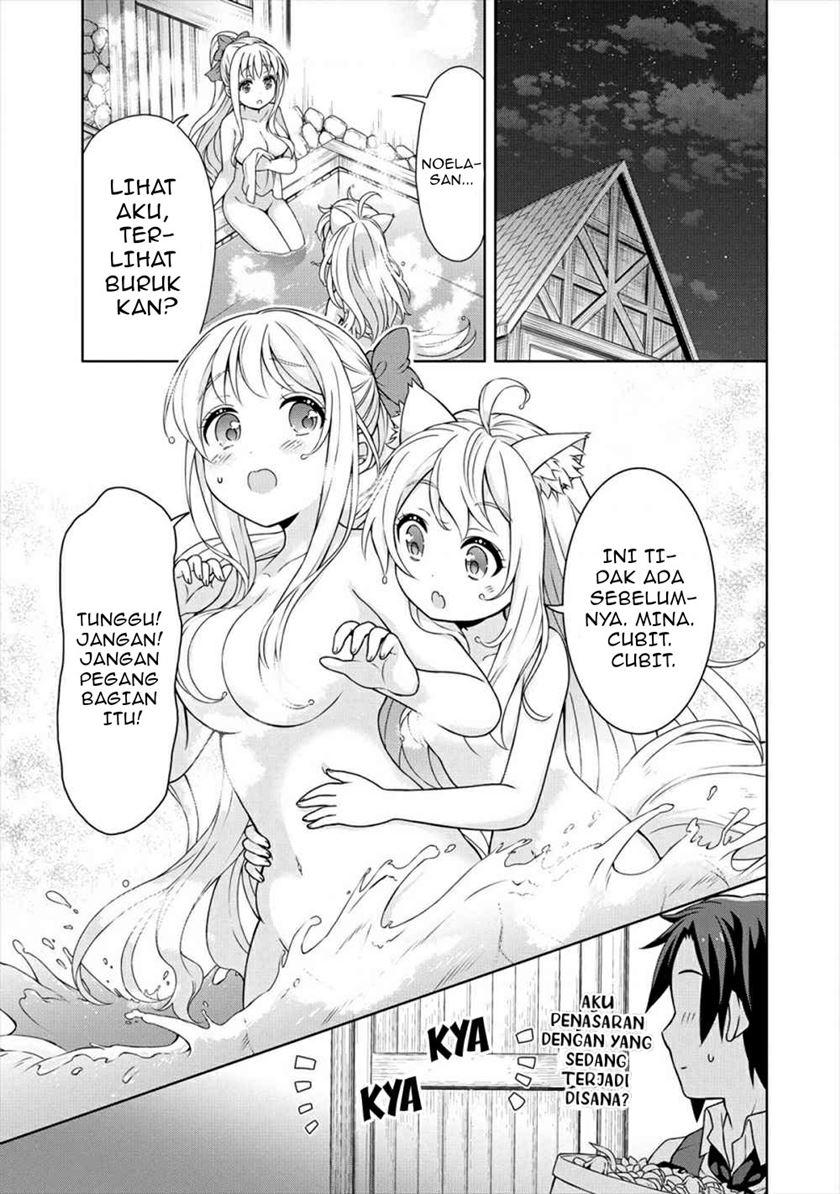 NOELA-
SAN...
LIHAT
AKU,
TER-
LIHAT
BURUK
KAN?
INI TI-
DAK ADA
SEBELUM-
NYA. MINA.
CUBIT.
CUBIT.
TUNGGU!
JANGAN!
JANGAN
PEGANG
BAGIAN
ITU!
AKU
PENASARAN
DENGAN YANG
SEDANG
TERJADI
DISANA?
KYA
KYA